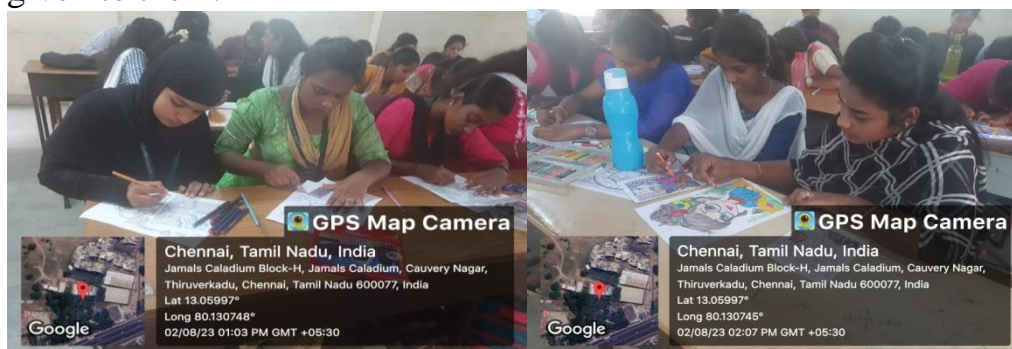 given to them.
GPS Map Camera
Chennai, Tamil Nadu, India
Jamals Caladium Block-H, Jamals Caladium, Cauvery Nagar,
Thiruverkadu, Chennai, Tamil Nadu 600077, India
Lat 13.05997°
Long 80.130748°
02/08/23 01:03 PM GMT +05:30
Google
GPS Map Camera
Chennai, Tamil Nadu, India
Jamals Caladium Block-H, Jamals Caladium, Cauvery Nagar,
Thiruverkadu, Chennai, Tamil Nadu 600077, India
Lat 13.05997°
Long 80.130745°
02/08/23 02:07 PM GMT +05:30
Google